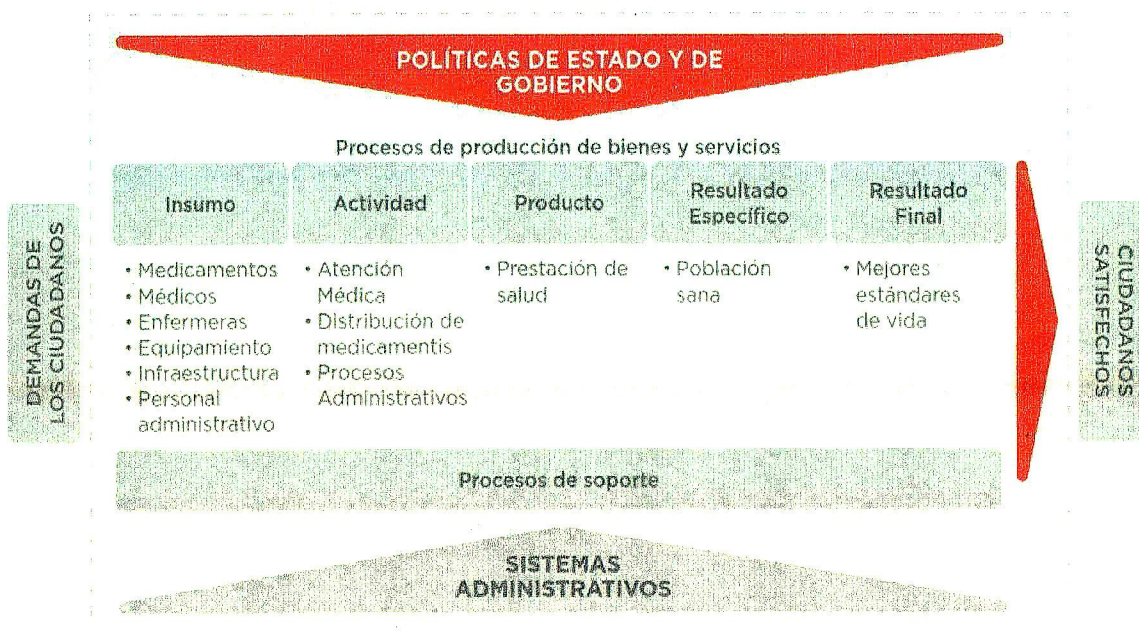 POLÍTICAS DE ESTADO Y DE
GOBIERNO
Procesos de producción de bienes y servicios
DEMANDAS DE
LOS CIUDADANOS
Insumo
• Medicamentos
• Médicos
• Enfermeras
• Equipamiento
• Infraestructura
• Personal
administrativo
Actividad
• Atención
Médica
• Distribución de
medicamentis
• Procesos
Administrativos
Producto
• Prestación de
salud
Resultado
Específico
• Población
sana
Resultado
Final
• Mejores
estándares
de vida
CIUDADANOS
SATISFECHOS
Procesos de soporte
SISTEMAS
ADMINISTRATIVOS